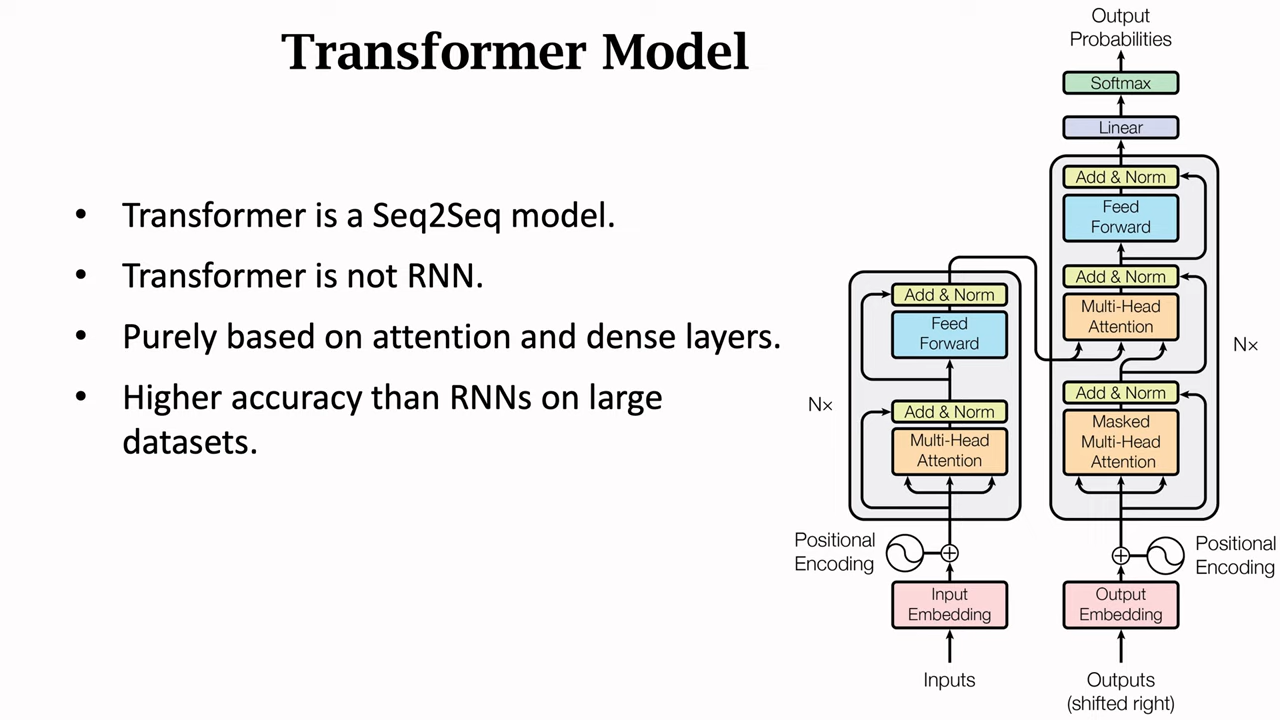 Transformer Model
• Transformer is a Seq2Seq model.
• Transformer is not RNN.
• Purely based on attention and dense layers.
• Higher accuracy than RNNs on large
datasets.
Output
Probabilities
Softmax
Linear
Add & Norm
Feed
Forward
Add & Norm
Multi-Head
Attention
Add & Norm
Masked
Multi-Head
Attention
N×
Add & Norm
Feed
Forward
Add & Norm
Multi-Head
Attention
N×
Positional
Encoding
Positional
Encoding
Input
Embedding
Output
Embedding
Inputs
Outputs
(shifted right)